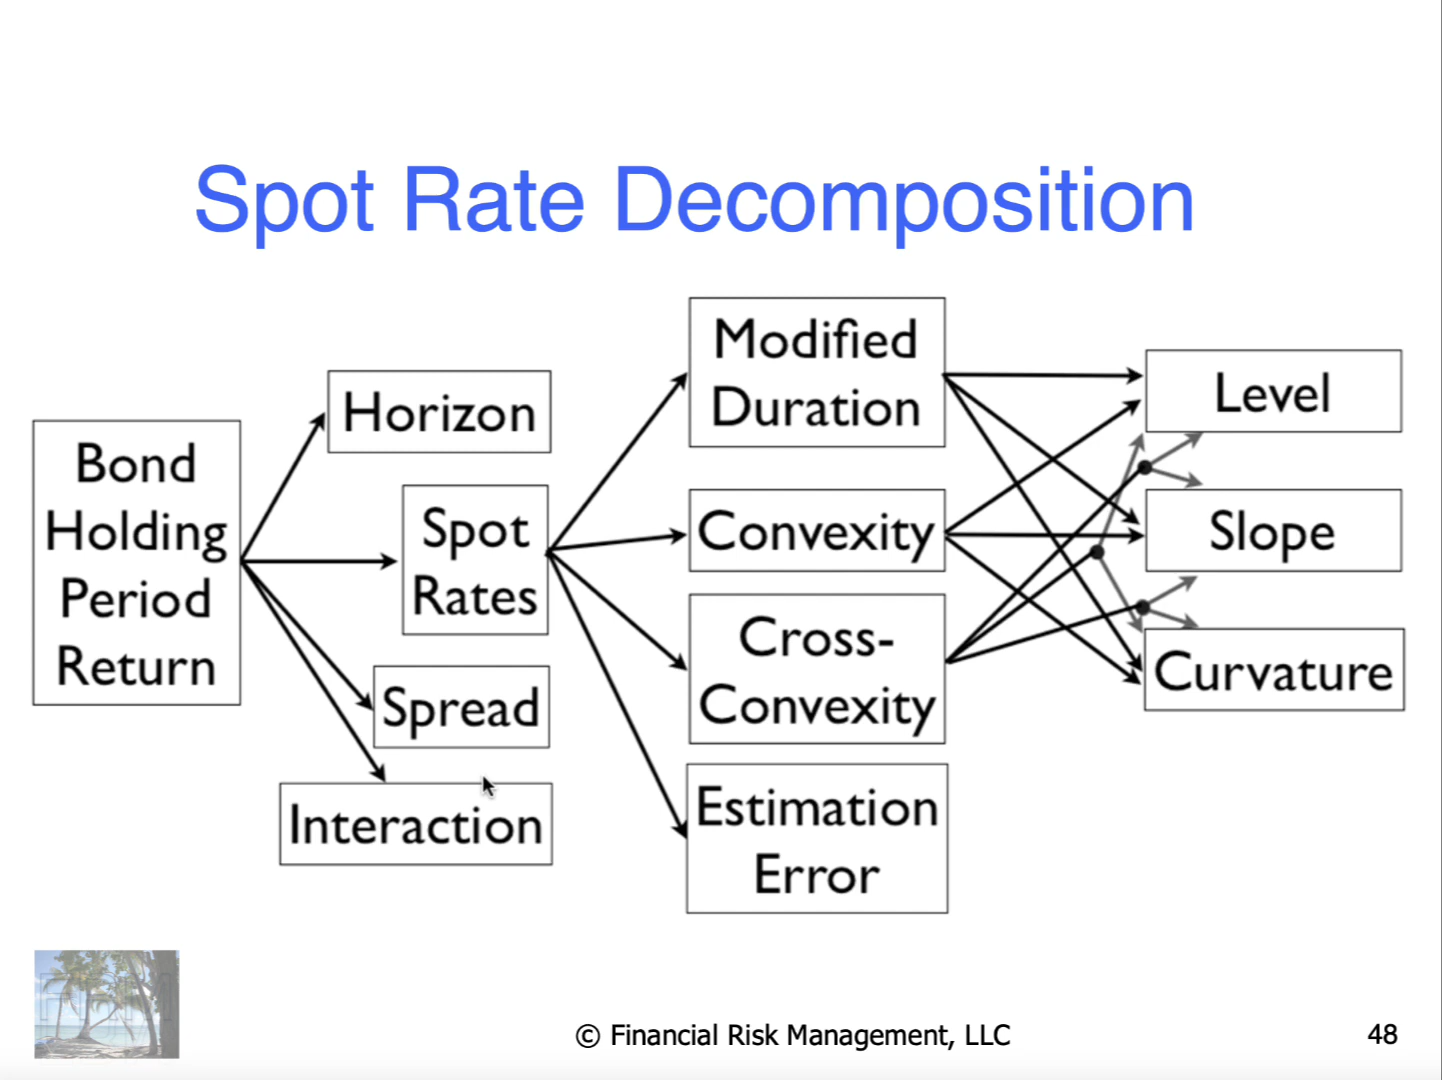 Spot Rate Decomposition
Bond
Holding
Period
Return
Horizon
Spot
Rates
Spread
Interaction
Modified
Duration
Convexity
Cross-
Convexity
Estimation
Error
Level
Slope
Curvature
© Financial Risk Management, LLC
48